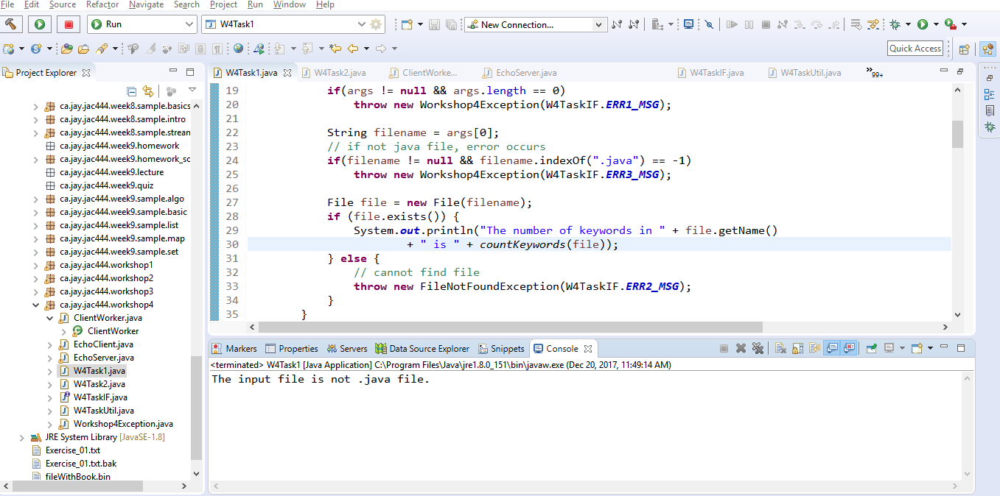 File Edit Source Refactor Navigate Search Project Run Window Help
Run W4Task1 New Connection...
Quick Access
Project Explorer
ca.jay.jac444.week8.sample.basics
ca.jay.jac444.week8.sample.intro
ca.jay.jac444.week8.sample.stream
ca.jay.jac444.week9.homework
ca.jay.jac444.week9.homework_sc
ca.jay.jac444.week9.lecture
ca.jay.jac444.week9.quiz
ca.jay.jac444.week9.sample.algo
ca.jay.jac444.week9.sample.basic
ca.jay.jac444.week9.sample.list
ca.jay.jac444.week9.sample.map
ca.jay.jac444.week9.sample.set
ca.jay.jac444.workshop1
ca.jay.jac444.workshop2
ca.jay.jac444.workshop3
ca.jay.jac444.workshop4
ClientWorker.java
ClientWorker
EchoClient.java
EchoServer.java
W4Task1.java
W4Task2.java
W4TaskIF.java
W4TaskUtil.java
Workshop4Exception.java
JRE System Library [JavaSE-1.8]
Exercise_01.txt
Exercise_01.txt.bak
fileWithBook.bin
W4Task1.java W4Task2.java ClientWorke... EchoServer.java W4TaskIF.java W4TaskUtil.java »99+
19 if(args != null && args.length == 0)
20 throw new Workshop4Exception(W4TaskIF.ERR1_MSG);
21
22 String filename = args[0];
23 // if not java file, error occurs
24 if(filename != null && filename.indexOf(".java") == -1)
25 throw new Workshop4Exception(W4TaskIF.ERR3_MSG);
26
27 File file = new File(filename);
28 if (file.exists()) {
29 System.out.println("The number of keywords in " + file.getName()
30 + " is " + countKeywords(file));
31 } else {
32 // cannot find file
33 throw new FileNotFoundException(W4TaskIF.ERR2_MSG);
34 }
35 }
Markers Properties Servers Data Source Explorer Snippets Console
<terminated> W4Task1 [Java Application] C:\Program Files\Java\jre1.8.0_151\bin\javaw.exe (Dec 20, 2017, 11:49:14 AM)
The input file is not .java file.